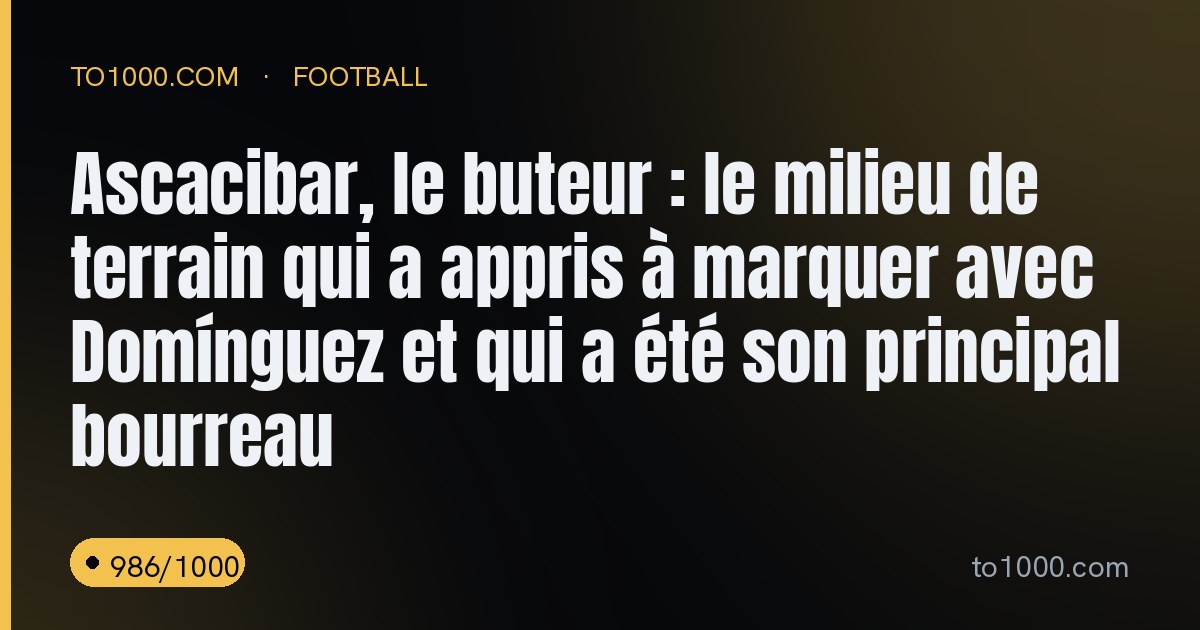 TO1000.COM · FOOTBALL
Ascacibar, le buteur : le milieu de
terrain qui a appris à marquer avec
Domínguez et qui a été son principal
bourreau
986/1000
to1000.com